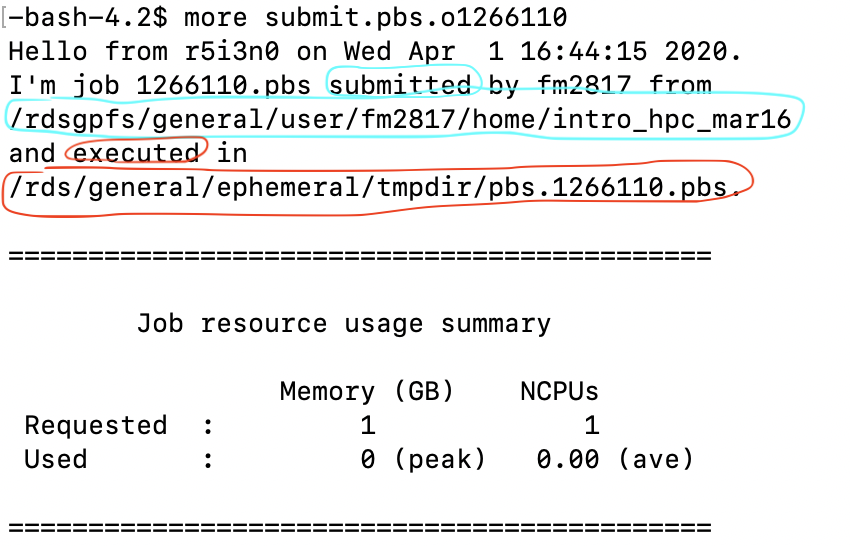 [-bash-4.2$ more submit.pbs.o1266110
Hello from r5i3n0 on Wed Apr  1 16:44:15 2020.
I'm job 1266110.pbs submitted by fm2817 from
/rdsgpfs/general/user/fm2817/home/intro_hpc_mar16
and executed in
/rds/general/ephemeral/tmpdir/pbs.1266110.pbs.
============================================
Job resource usage summary
Memory (GB)    NCPUs
Requested  :         1             1
Used       :         0 (peak)   0.00 (ave)
============================================